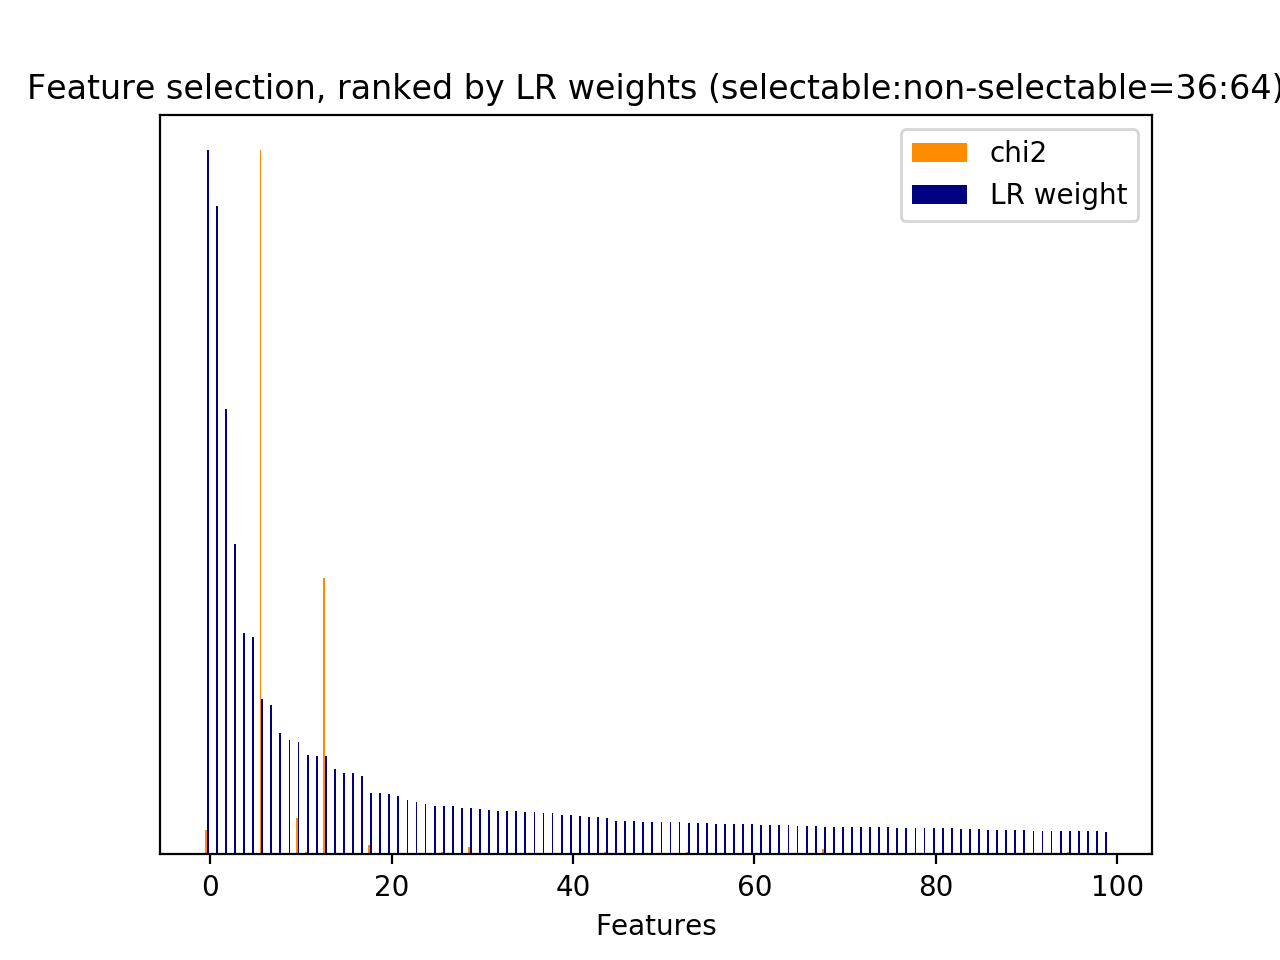 Feature selection, ranked by LR weights (selectable:non-selectable=36:64)
chi2
LR weight
0 20 40 60 80 100
Features